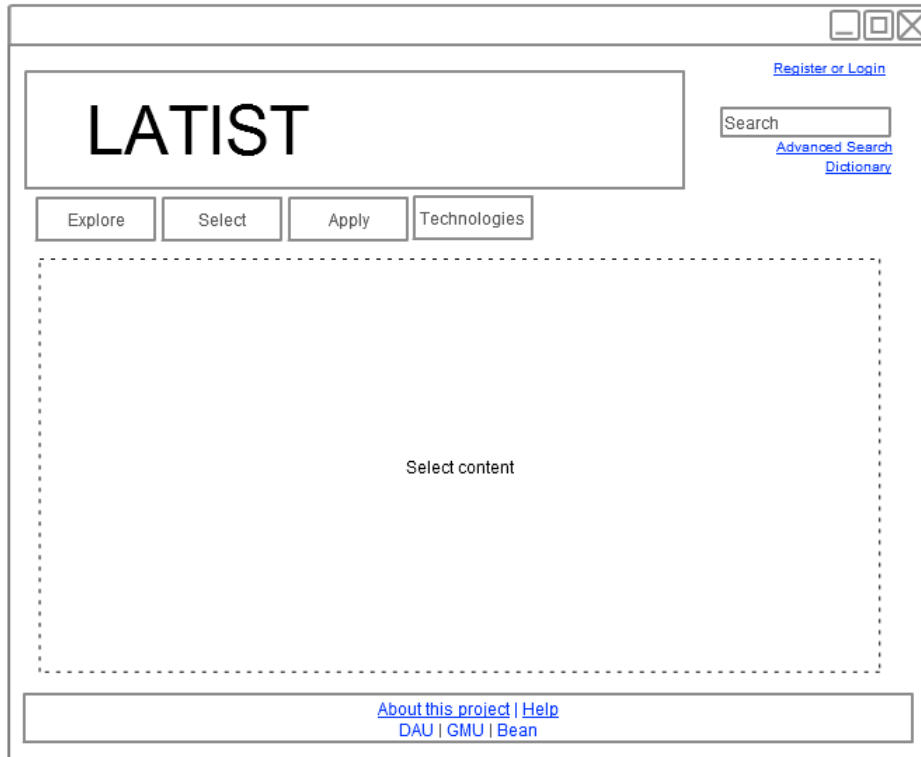 Register or Login
LATIST
Search
Advanced Search
Dictionary
Explore Select Apply Technologies
Select content
About this project | Help
DAU | GMU | Bean